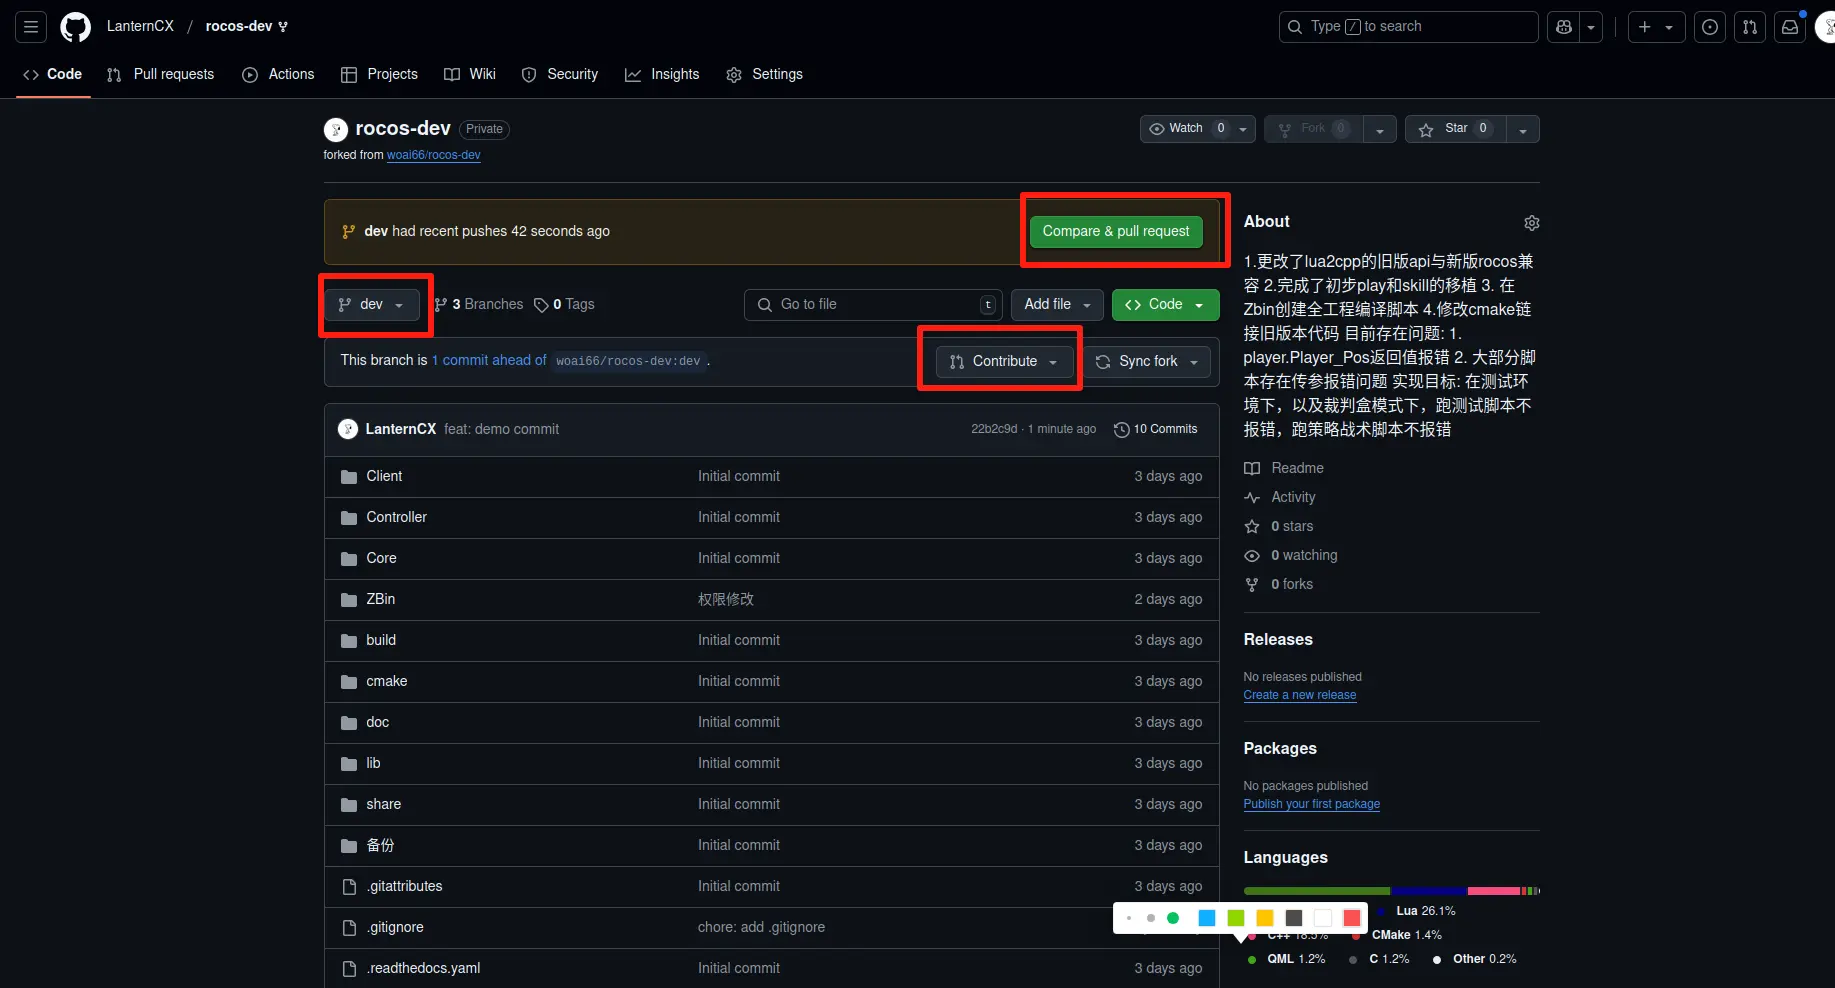 LanternCX / rocos-dev
Type / to search
Code
Pull requests
Actions
Projects
Wiki
Security
Insights
Settings
rocos-dev Private
forked from woai66/rocos-dev
Watch 0
Fork 0
Star 0
dev had recent pushes 42 seconds ago
Compare & pull request
dev
3 Branches
0 Tags
Go to file
t
Add file
Code
This branch is 1 commit ahead of woai66/rocos-dev:dev .
Contribute
Sync fork
LanternCX feat: demo commit
22b2c9d · 1 minute ago
10 Commits
Client Initial commit 3 days ago
Controller Initial commit 3 days ago
Core Initial commit 3 days ago
ZBin 权限修改 2 days ago
build Initial commit 3 days ago
cmake Initial commit 3 days ago
doc Initial commit 3 days ago
lib Initial commit 3 days ago
share Initial commit 3 days ago
备份 Initial commit 3 days ago
.gitattributes Initial commit 3 days ago
.gitignore chore: add .gitignore 3 days ago
.readthedocs.yaml Initial commit 3 days ago
About
1.更改了lua2cpp的旧版api与新版rocos兼
容 2.完成了初步play和skill的移植 3. 在
Zbin创建全工程编译脚本 4.修改cmake链
接旧版本代码 目前存在问题: 1.
player.Player_Pos返回值报错 2. 大部分脚
本存在传参报错问题 实现目标: 在测试环
境下，以及裁判盒模式下，跑测试脚本不
报错，跑策略战术脚本不报错
Readme
Activity
0 stars
0 watching
0 forks
Releases
No releases published
Create a new release
Packages
No packages published
Publish your first package
Languages
Lua 26.1%
C++ 18.5%
CMake 1.4%
QML 1.2%
C 1.2%
Other 0.2%